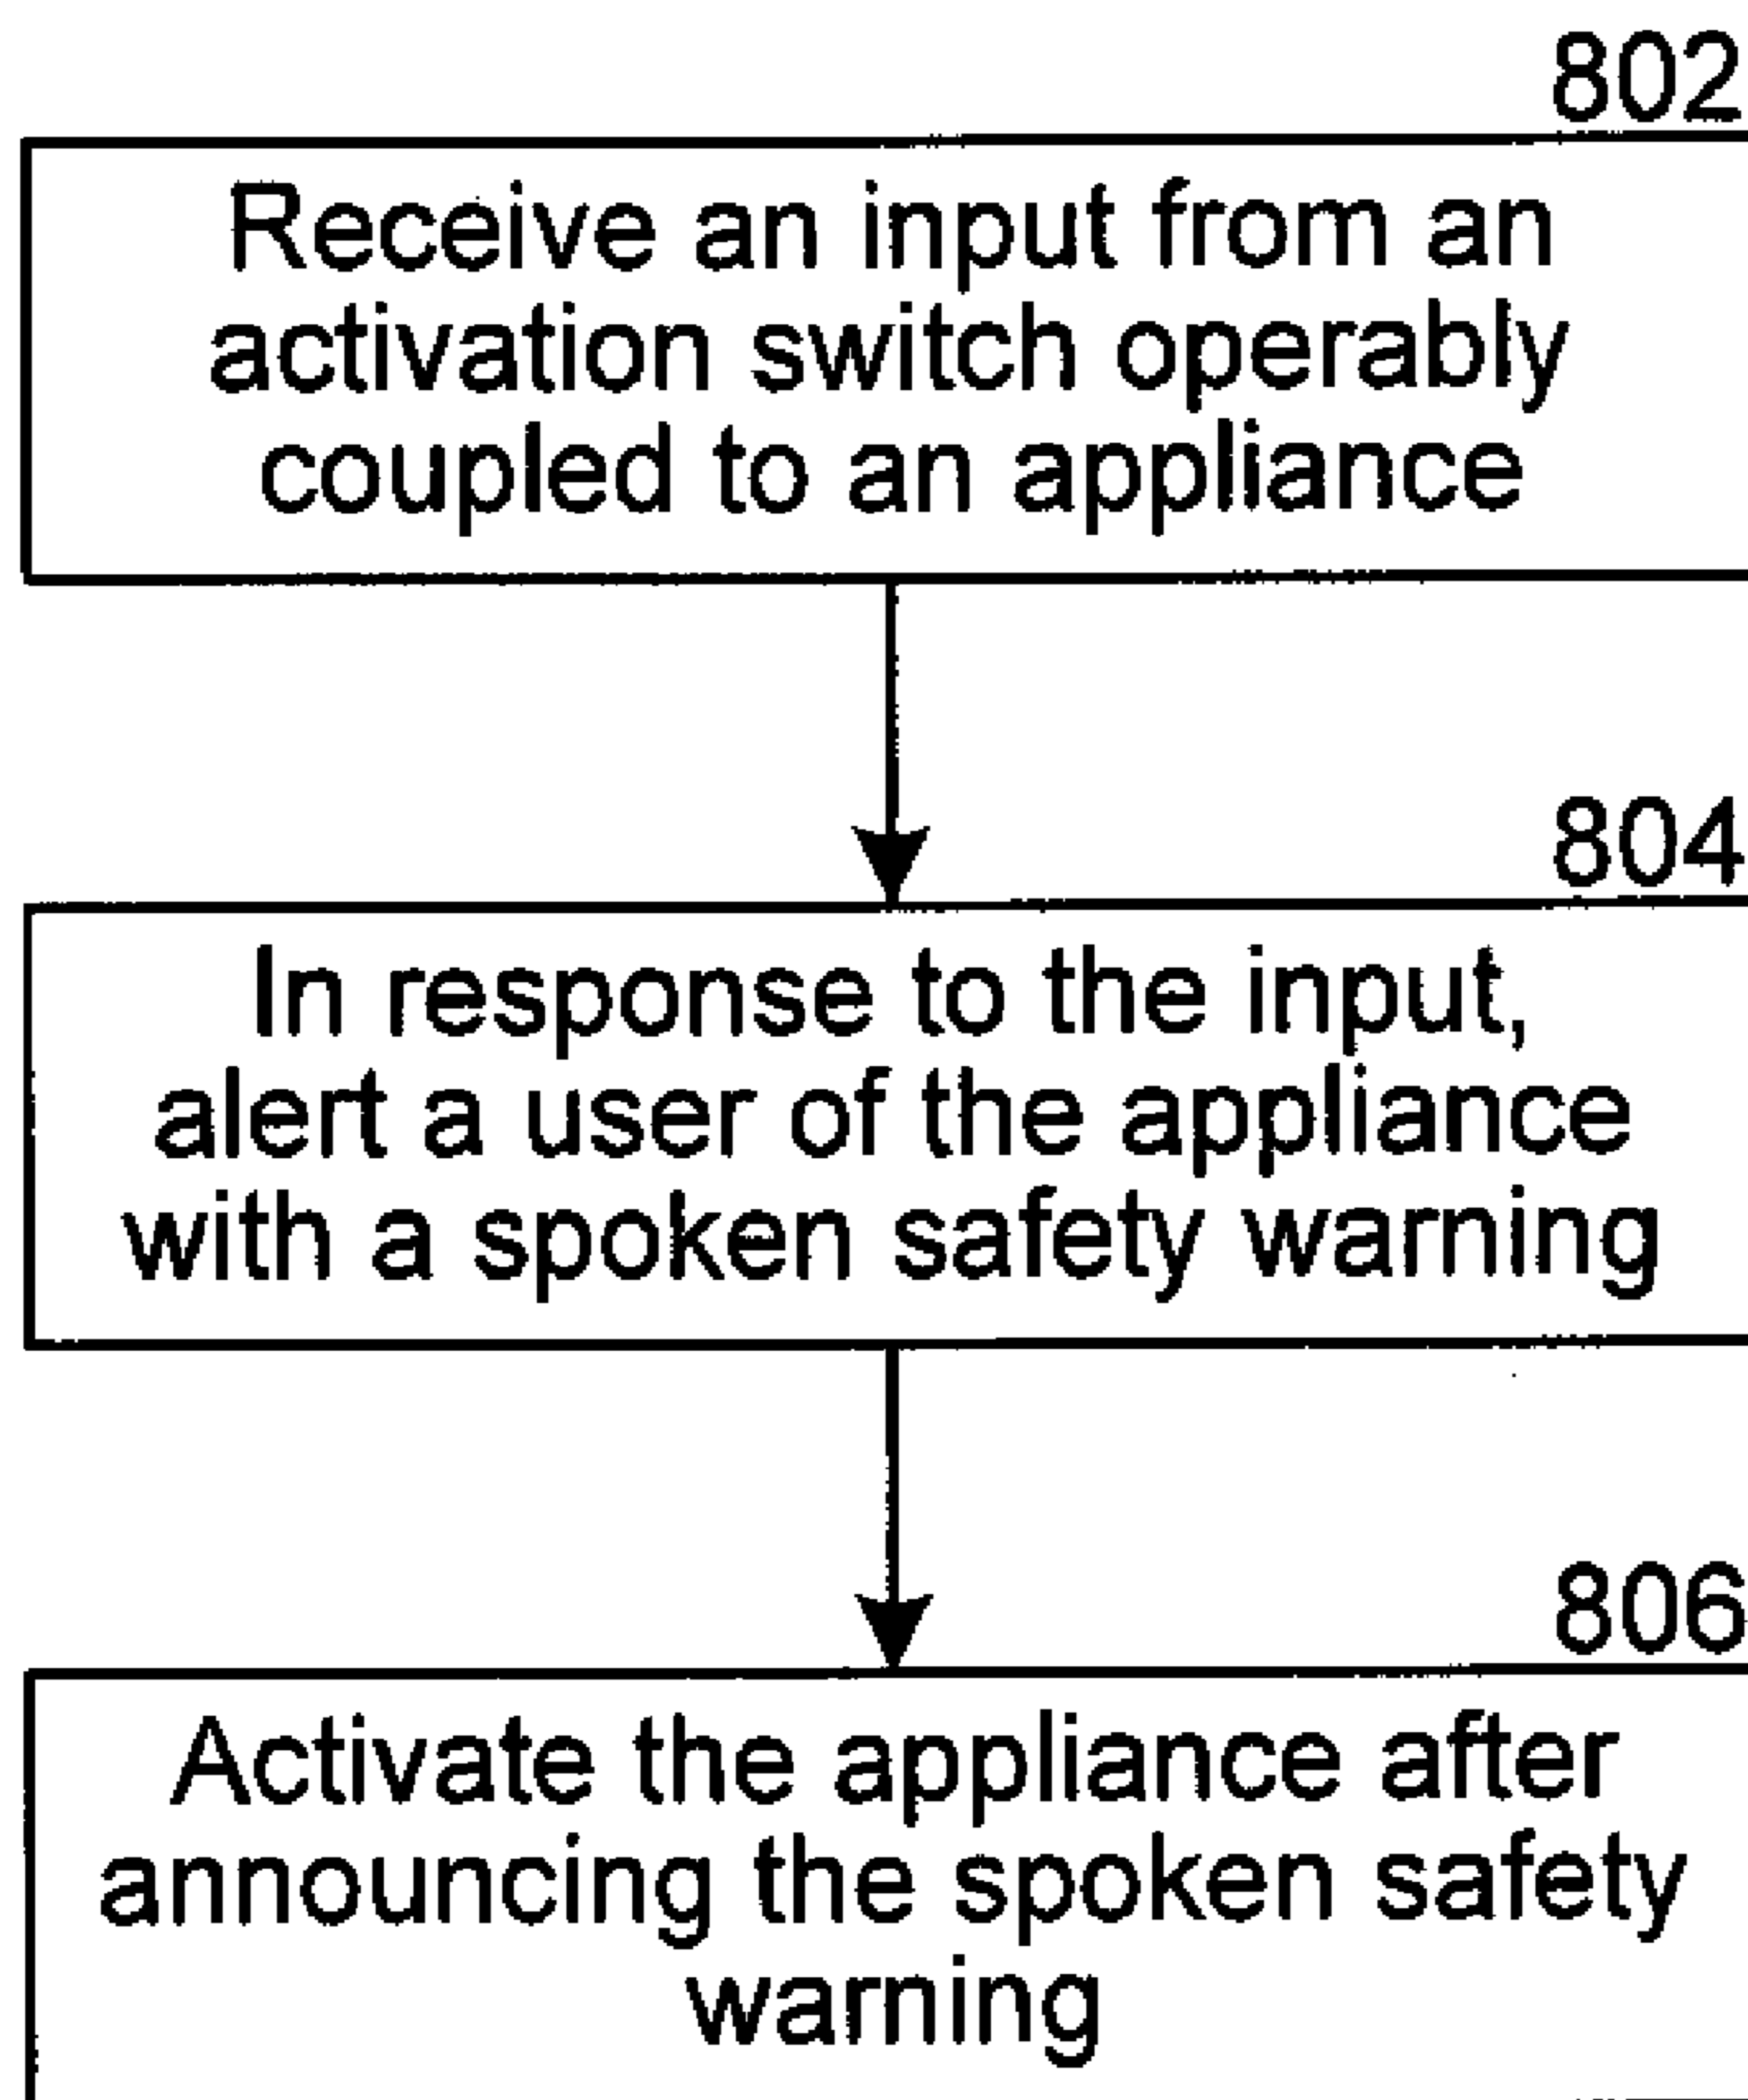 802
Receive an input from an
activation switch operably
coupled to an appliance
804
In response to the input,
alert a user of the appliance
with a spoken safety warning
806
Activate the appliance after
announcing the spoken safety
warning